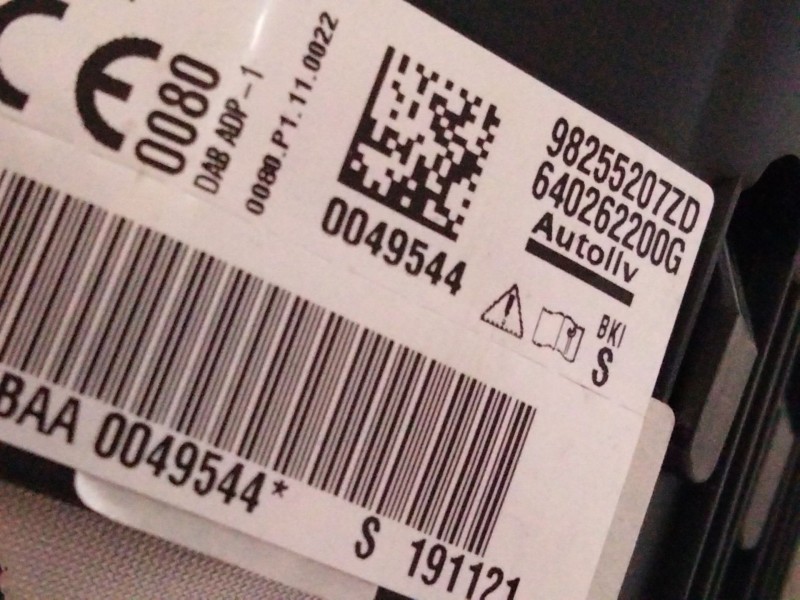 CE
0080
DAB ADP-1
0080.P1.11.0022
0049544
98255207ZD
640262200G
Autoliv
BKI
S
BAA 0049544*
S 191121